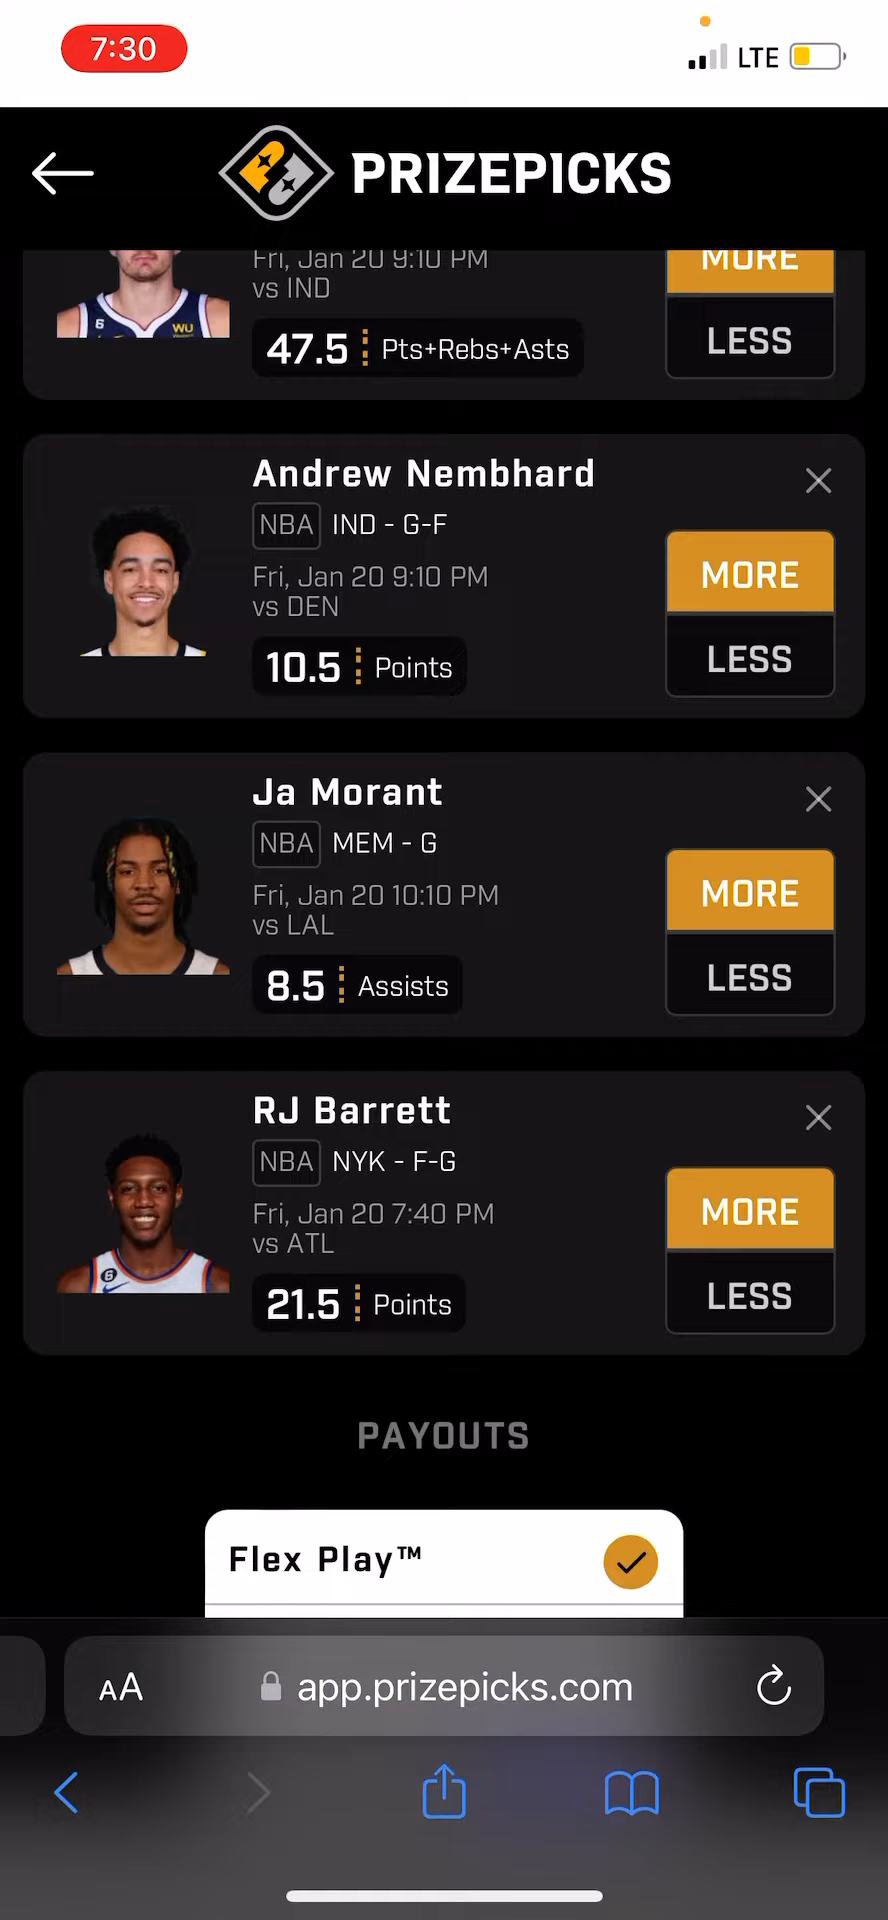 7:30
LTE
PRIZEPICKS
Fri, Jan 20 9:10 PM
vs IND
47.5 Pts+Rebs+Asts
MORE
LESS
6
WU
Andrew Nembhard
NBA IND - G-F
Fri, Jan 20 9:10 PM
vs DEN
10.5 Points
MORE
LESS
Ja Morant
NBA MEM - G
Fri, Jan 20 10:10 PM
vs LAL
8.5 Assists
MORE
LESS
RJ Barrett
NBA NYK - F-G
Fri, Jan 20 7:40 PM
vs ATL
21.5 Points
MORE
LESS
6
PAYOUTS
Flex Play™
AA
app.prizepicks.com